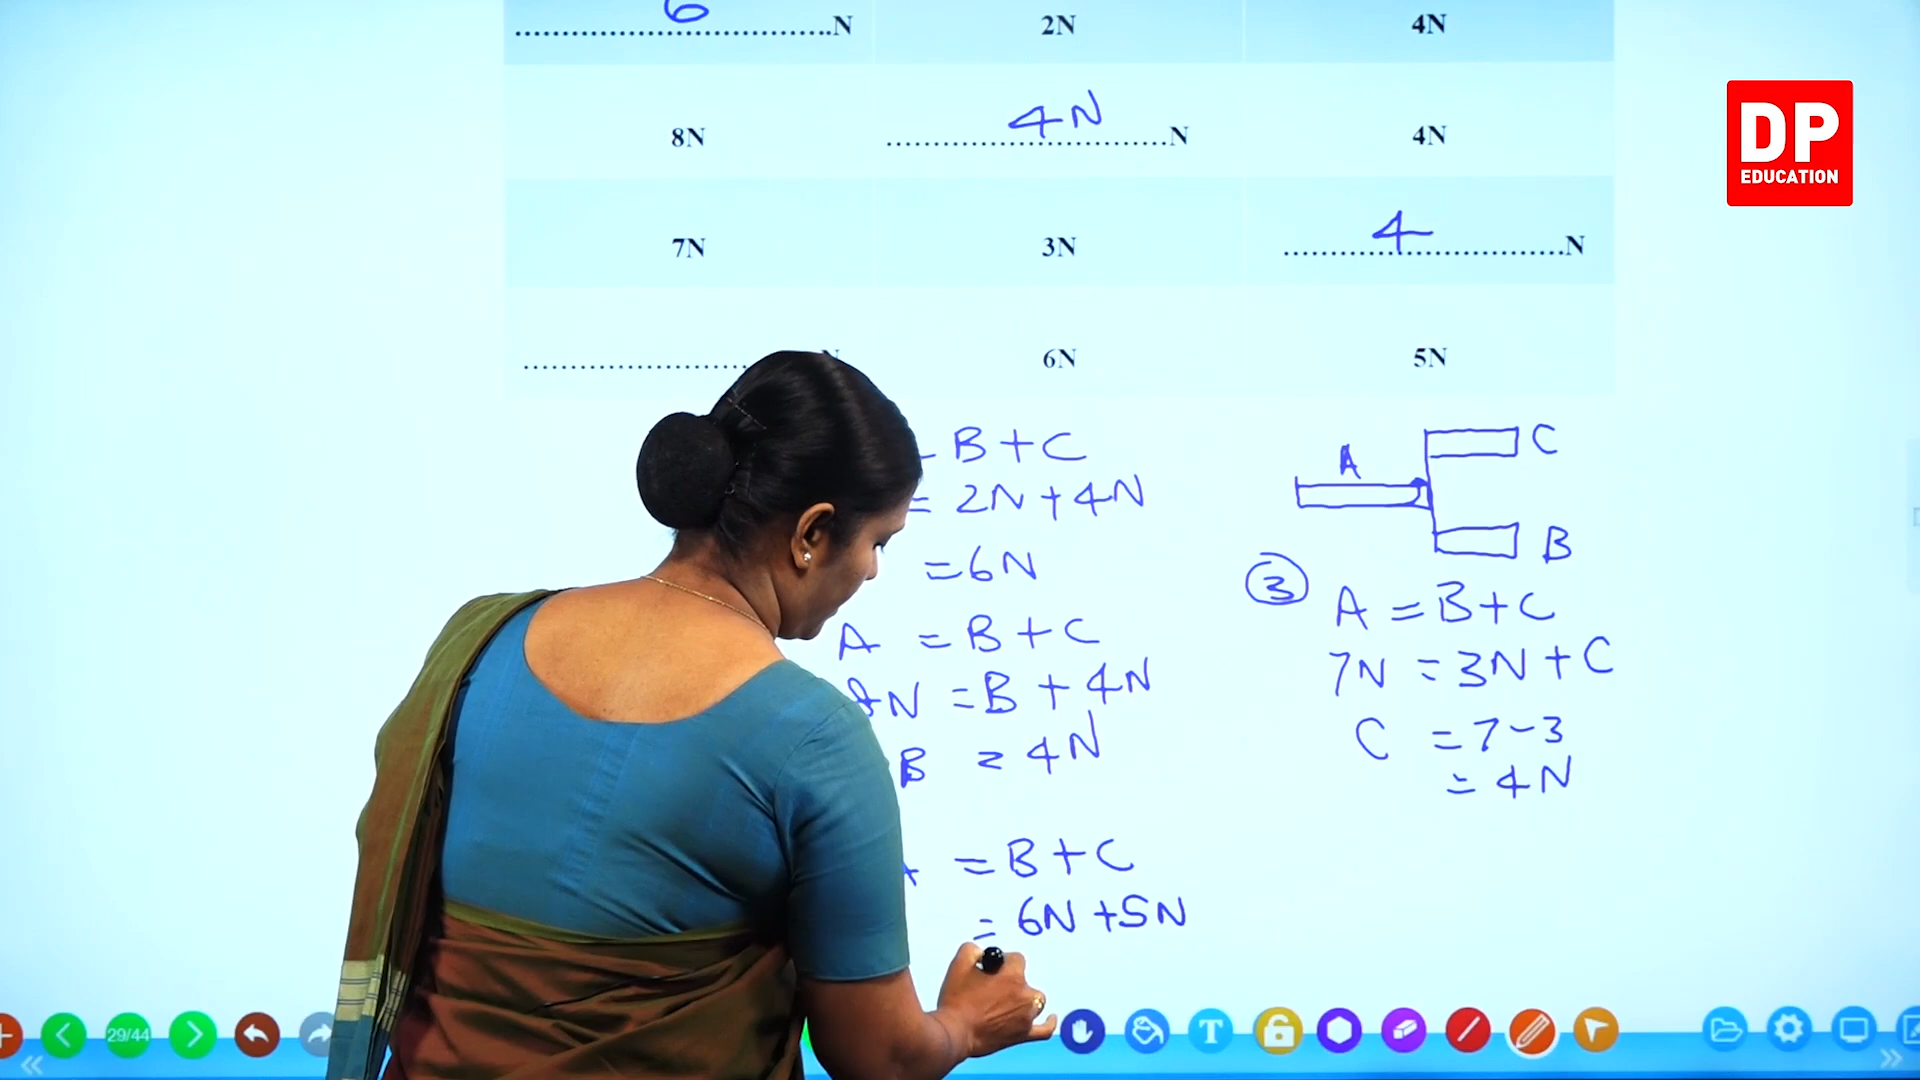 6 ................N 2N 4N
8N 4N ................N 4N
7N 3N 4 ................N
................N 6N 5N
DP
EDUCATION
= B + C
= 2N + 4N
= 6N
A = B + C
8N = B + 4N
B = 4N
A = B + C
= 6N + 5N
A
C
B
3
A = B + C
7N = 3N + C
C = 7 - 3
= 4N
29/44
T